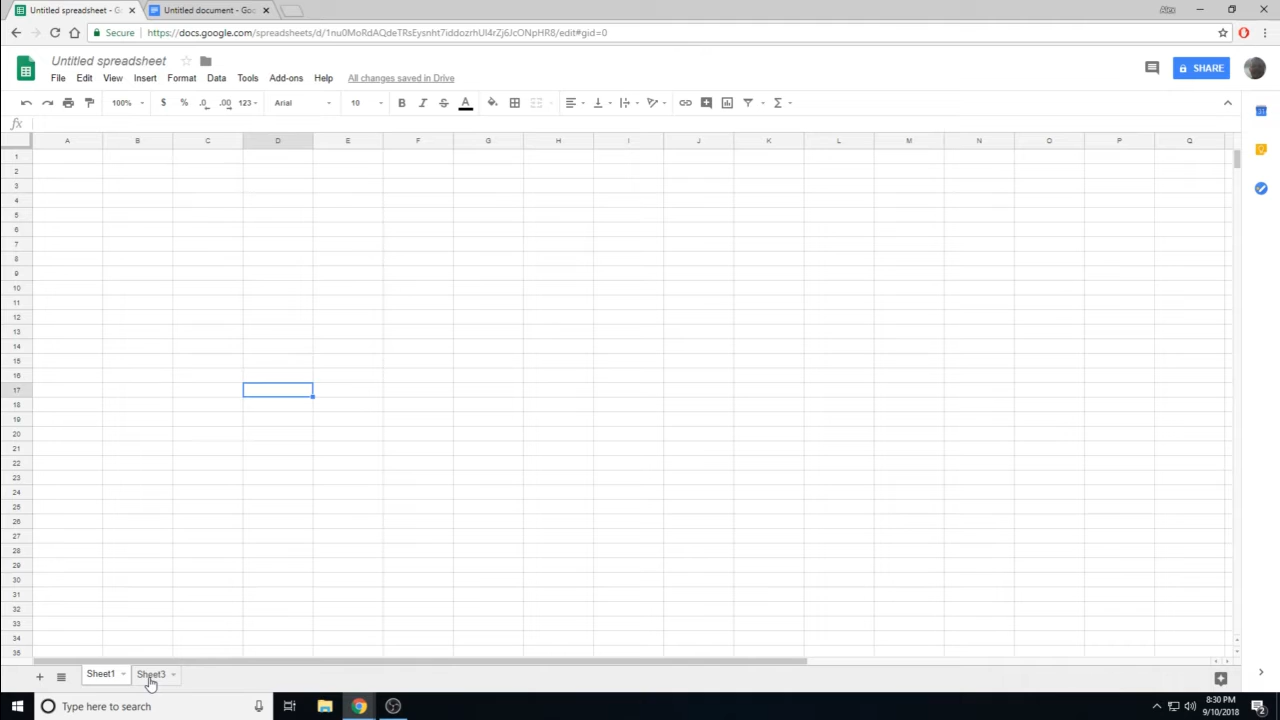 Untitled spreadsheet - G
Untitled document - Goo
Alex
Secure
https://docs.google.com/spreadsheets/d/1nu0MoRdAQdeTRsEysnht7iddozrhUI4rZj6JcONpHR8/edit#gid=0
Untitled spreadsheet
File Edit View Insert Format Data Tools Add-ons Help All changes saved in Drive
SHARE
100% $ % .0 .00 123 Arial 10 B I S A Σ
fx
A B C D E F G H I J K L M N O P Q
1
2
3
4
5
6
7
8
9
10
11
12
13
14
15
16
17
18
19
20
21
22
23
24
25
26
27
28
29
30
31
32
33
34
35
Sheet1 Sheet3
Type here to search
8:30 PM
9/10/2018
2